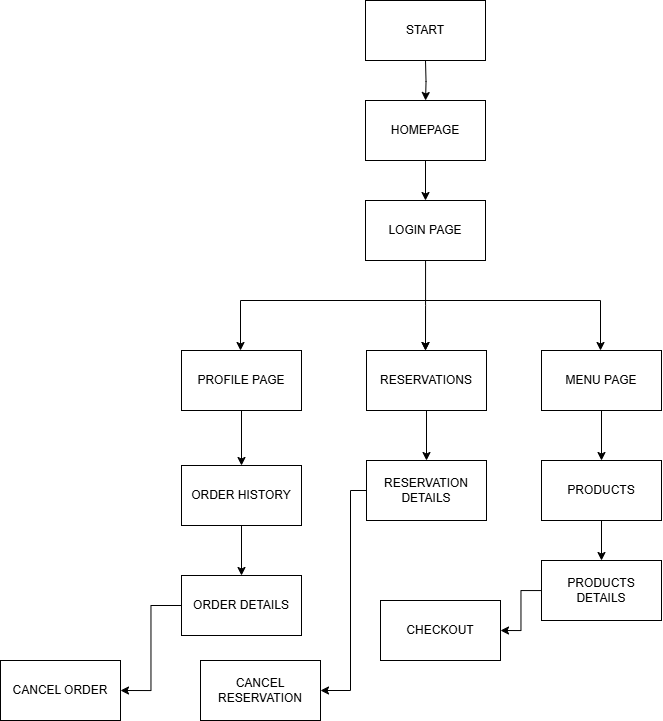 START
HOMEPAGE
LOGIN PAGE
PROFILE PAGE
RESERVATIONS
MENU PAGE
ORDER HISTORY
RESERVATION
DETAILS
PRODUCTS
ORDER DETAILS
PRODUCTS
DETAILS
CHECKOUT
CANCEL ORDER
CANCEL
RESERVATION